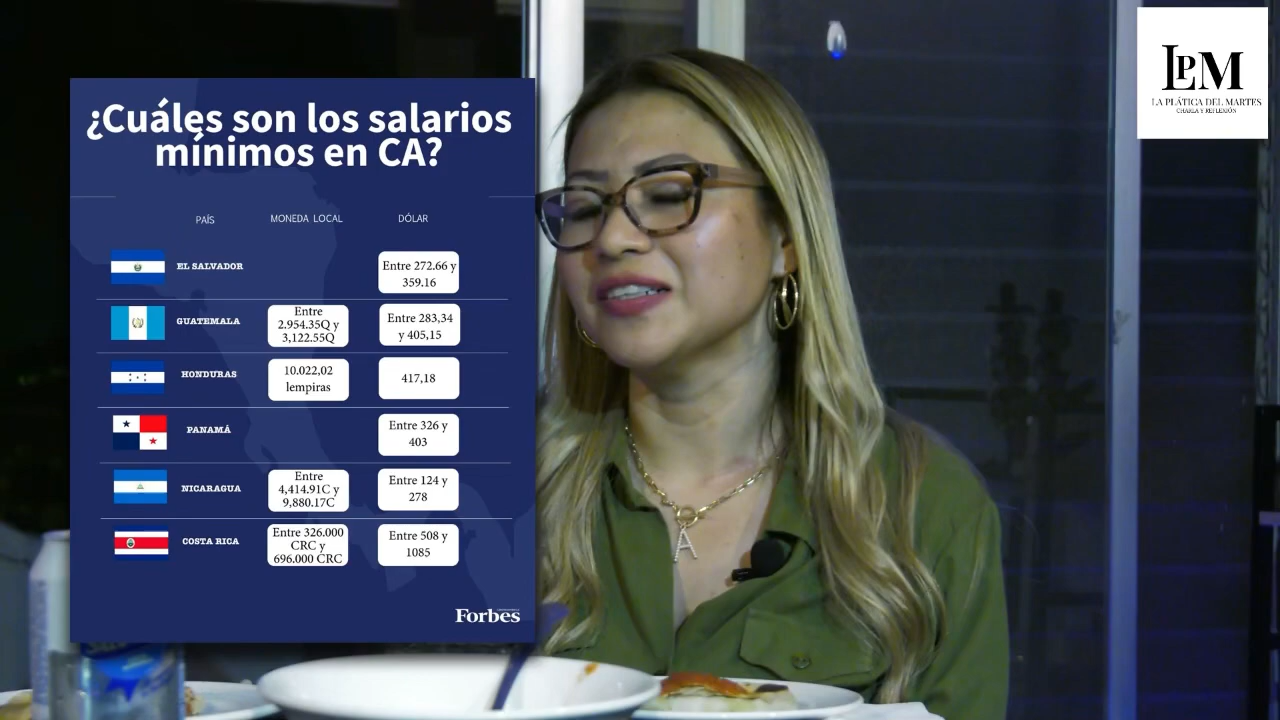 ¿Cuáles son los salarios
mínimos en CA?
PAÍS MONEDA LOCAL DÓLAR
EL SALVADOR
Entre 272.66 y
359.16
GUATEMALA
Entre
2.954.35Q y
3,122.55Q
Entre 283,34
y 405,15
HONDURAS
10.022,02
lempiras
417,18
PANAMÁ
Entre 326 y
403
NICARAGUA
Entre
4,414.91C y
9,880.17C
Entre 124 y
278
COSTA RICA
Entre 326.000
CRC y
696.000 CRC
Entre 508 y
1085
Forbes
LPM
LA PLÁTICA DEL MARTES
CHARLA Y REFLEXIÓN
A